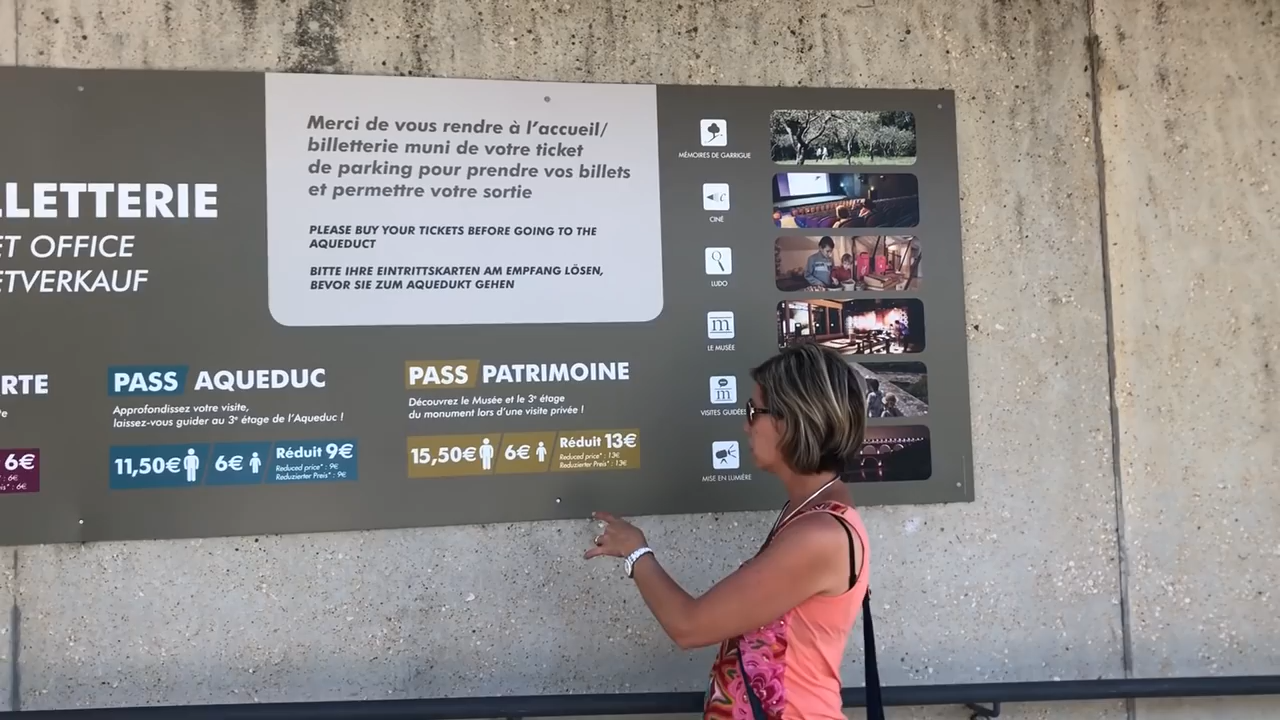 LLETTERIE
ET OFFICE
ETVERKAUF
Merci de vous rendre à l'accueil/
billetterie muni de votre ticket
de parking pour prendre vos billets
et permettre votre sortie
PLEASE BUY YOUR TICKETS BEFORE GOING TO THE
AQUEDUCT
BITTE IHRE EINTRITTSKARTEN AM EMPFANG LÖSEN,
BEVOR SIE ZUM AQUEDUKT GEHEN
RTE
6€
: 6€
is* : 6€
PASS AQUEDUC
Approfondissez votre visite,
laissez-vous guider au 3e étage de l'Aqueduc !
11,50€ 6€ Réduit 9€
Reduced price* : 9€
Reduzierter Preis* : 9€
PASS PATRIMOINE
Découvrez le Musée et le 3e étage
du monument lors d'une visite privée !
15,50€ 6€ Réduit 13€
Reduced price* : 13€
Reduzierter Preis* : 13€
MÉMOIRES DE GARRIGUE
CINÉ
LUDO
m
LE MUSÉE
m
VISITES GUIDÉES
MISE EN LUMIÈRE